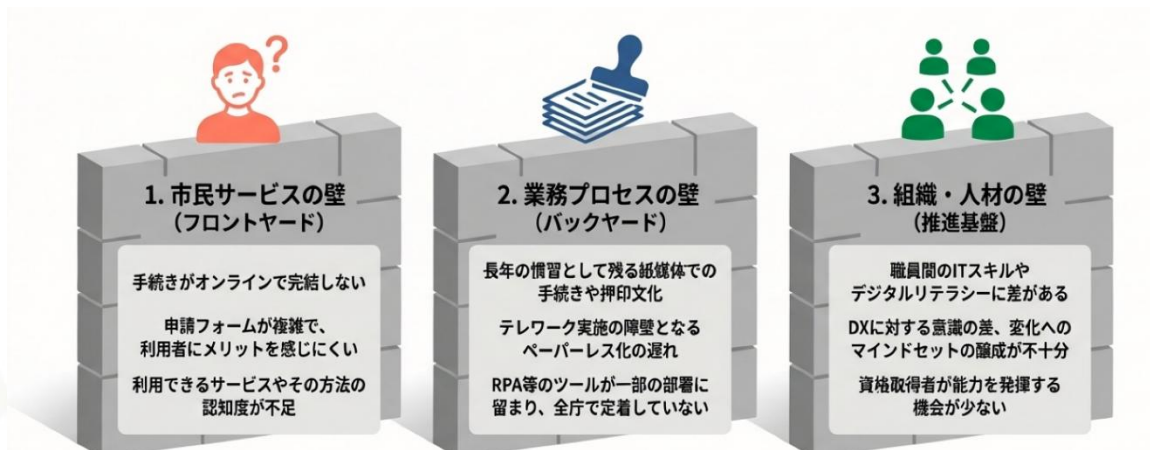 1. 市民サービスの壁
(フロントヤード)
手続きがオンラインで完結しない
申請フォームが複雑で、
利用者にメリットを感じにくい
利用できるサービスやその方法の
認知度が不足
2. 業務プロセスの壁
(バックヤード)
長年の慣習として残る紙媒体での
手続きや押印文化
テレワーク実施の障壁となる
ペーパーレス化の遅れ
RPA等のツールが一部の部署に
留まり、全庁で定着していない
3. 組織・人材の壁
(推進基盤)
職員間のITスキルや
デジタルリテラシーに差がある
DXに対する意識の差、変化への
マインドセットの醸成が不十分
資格取得者が能力を発揮する
機会が少ない